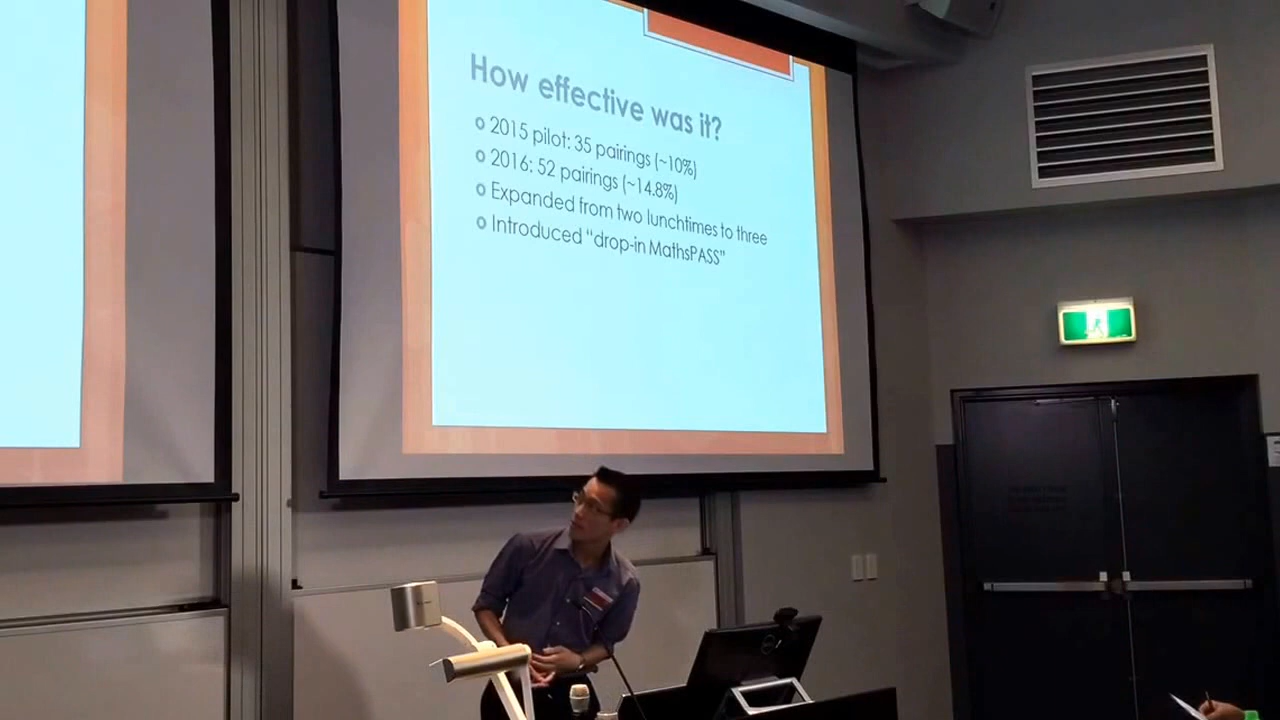 How effective was it?
2015 pilot: 35 pairings (~10%)
2016: 52 pairings (~14.8%)
Expanded from two lunchtimes to three
Introduced “drop-in MathsPASS”